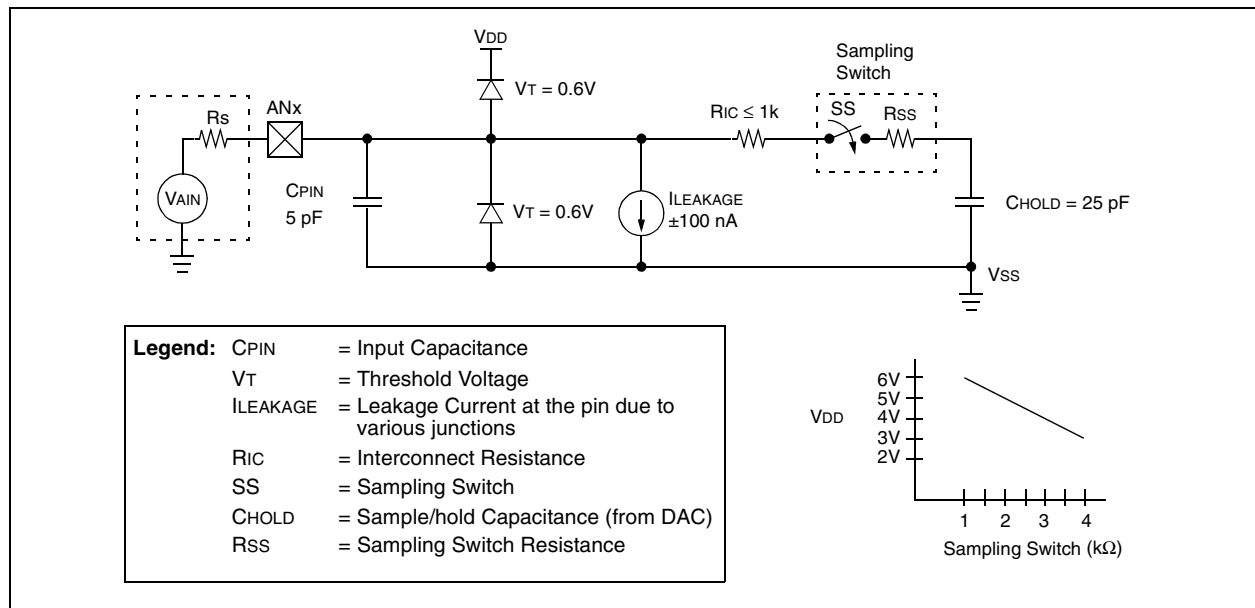 VDD
Sampling
Switch
VT = 0.6V
ANx
RIC ≤ 1k
SS
RSS
Rs
VAIN
CPIN
5 pF
VT = 0.6V
ILEAKAGE
±100 nA
CHOLD = 25 pF
VSS
Legend: CPIN = Input Capacitance
VT = Threshold Voltage
ILEAKAGE = Leakage Current at the pin due to
various junctions
RIC = Interconnect Resistance
SS = Sampling Switch
CHOLD = Sample/hold Capacitance (from DAC)
RSS = Sampling Switch Resistance
6V
5V
4V
3V
2V
VDD
1 2 3 4
Sampling Switch (kΩ)